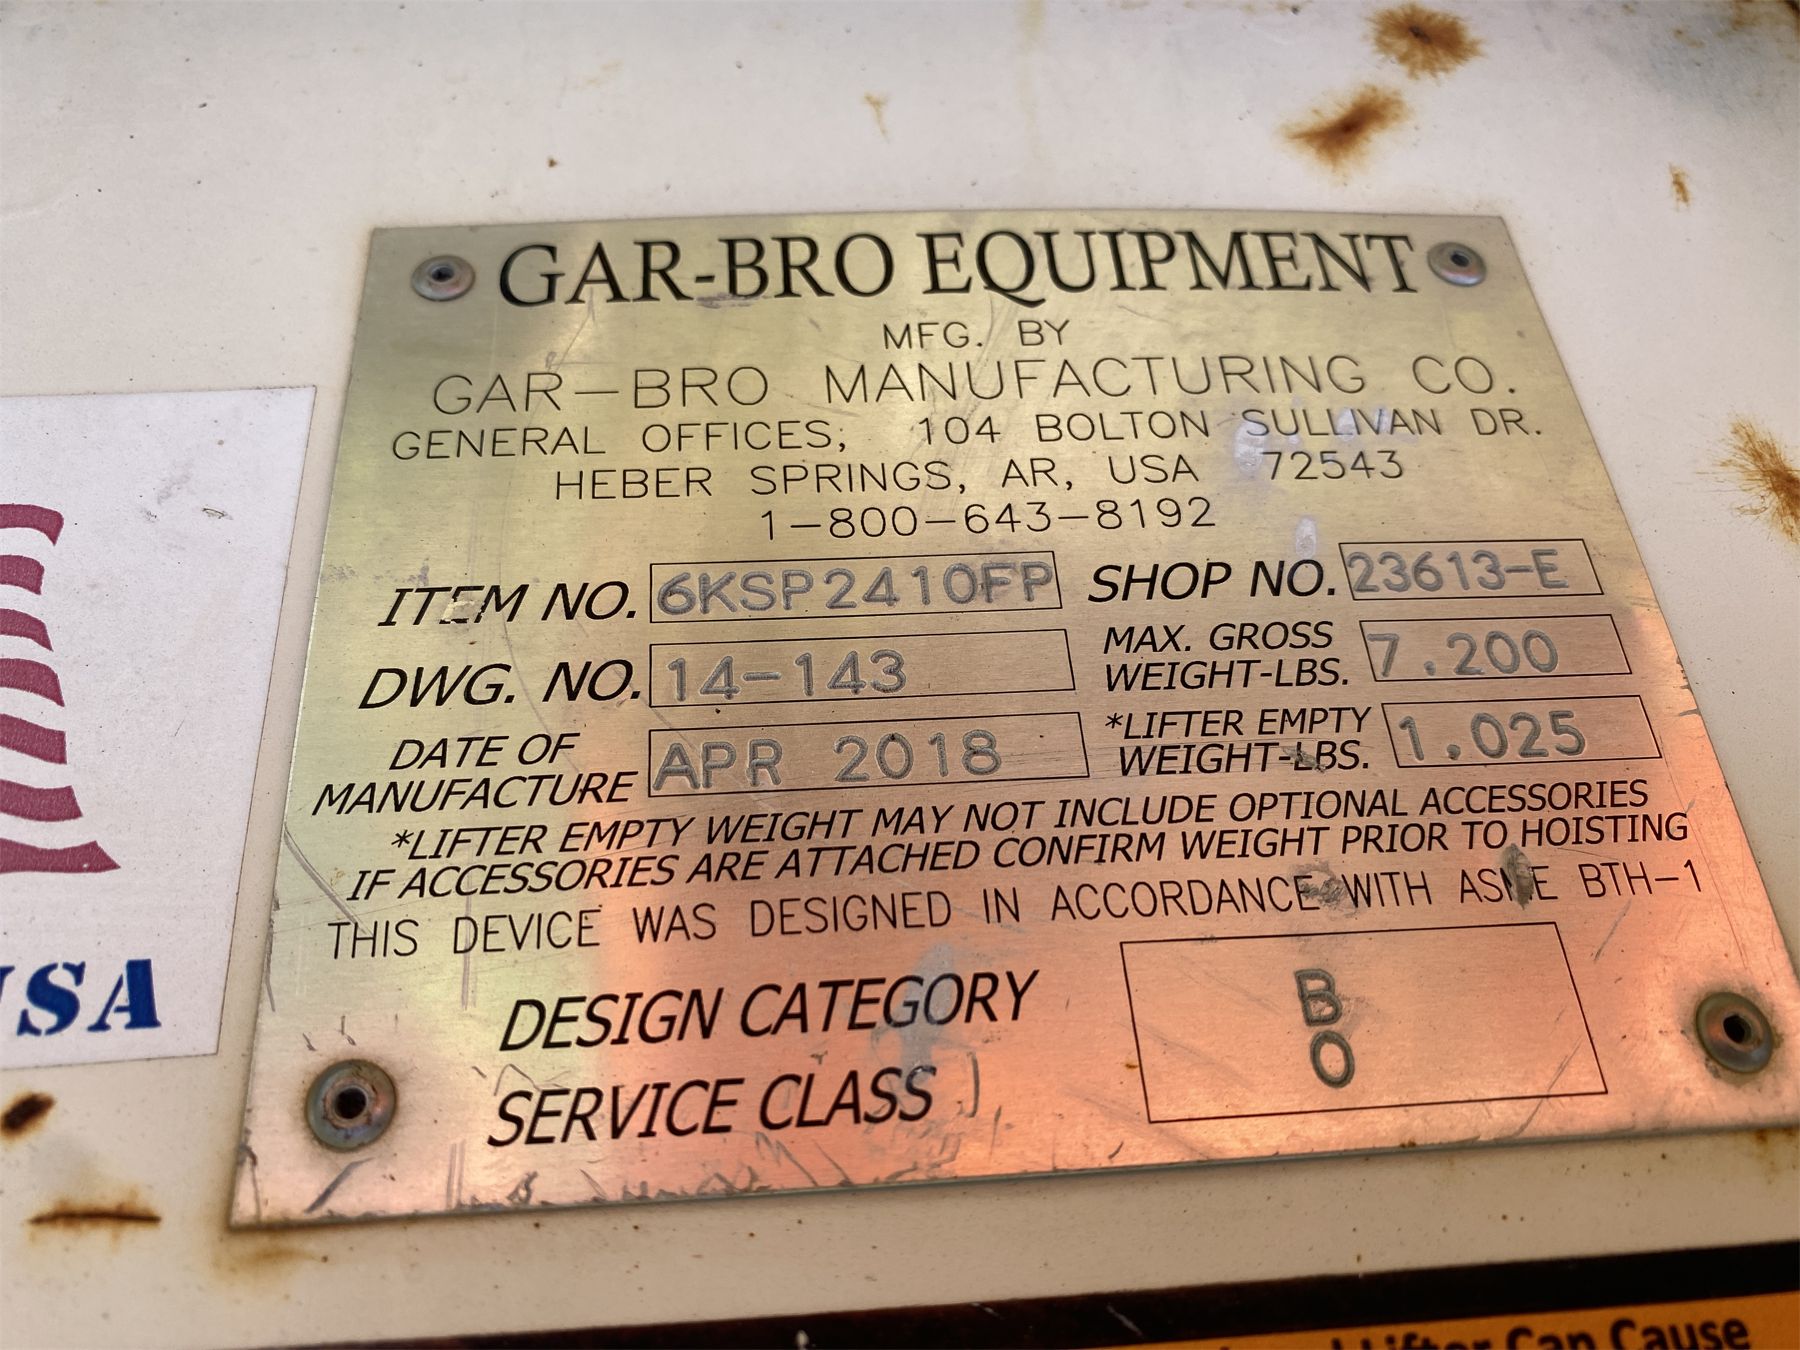 GAR-BRO EQUIPMENT
MFG. BY
GAR-BRO MANUFACTURING CO.
GENERAL OFFICES; 104 BOLTON SULLIVAN DR.
HEBER SPRINGS, AR, USA 72543
1-800-643-8192
ITEM NO. 6KSP2410FP SHOP NO. 23613-E
DWG. NO. 14-143 MAX. GROSS WEIGHT-LBS. 7.200
DATE OF MANUFACTURE APR 2018 *LIFTER EMPTY WEIGHT-LBS. 1.025
*LIFTER EMPTY WEIGHT MAY NOT INCLUDE OPTIONAL ACCESSORIES
IF ACCESSORIES ARE ATTACHED CONFIRM WEIGHT PRIOR TO HOISTING
THIS DEVICE WAS DESIGNED IN ACCORDANCE WITH ASME BTH-1
DESIGN CATEGORY B
SERVICE CLASS 0
USA
Lifter Can Cause